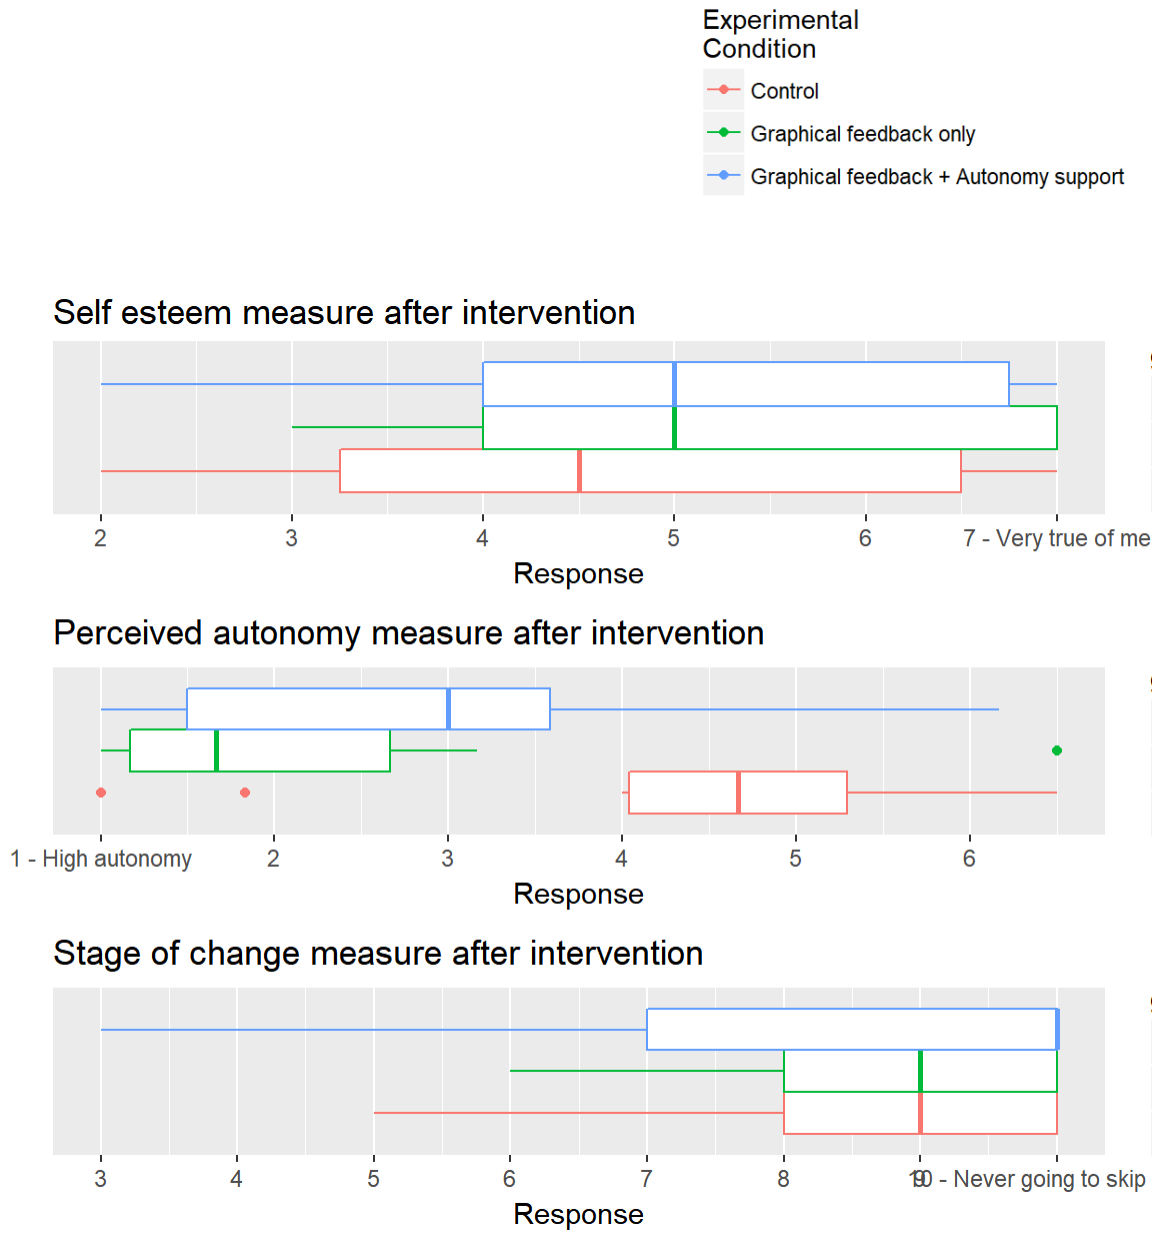 Experimental
Condition
Control
Graphical feedback only
Graphical feedback + Autonomy support
Self esteem measure after intervention
2 3 4 5 6 7 - Very true of me
Response
Perceived autonomy measure after intervention
1 - High autonomy 2 3 4 5 6
Response
Stage of change measure after intervention
3 4 5 6 7 8 9 10 - Never going to skip
Response